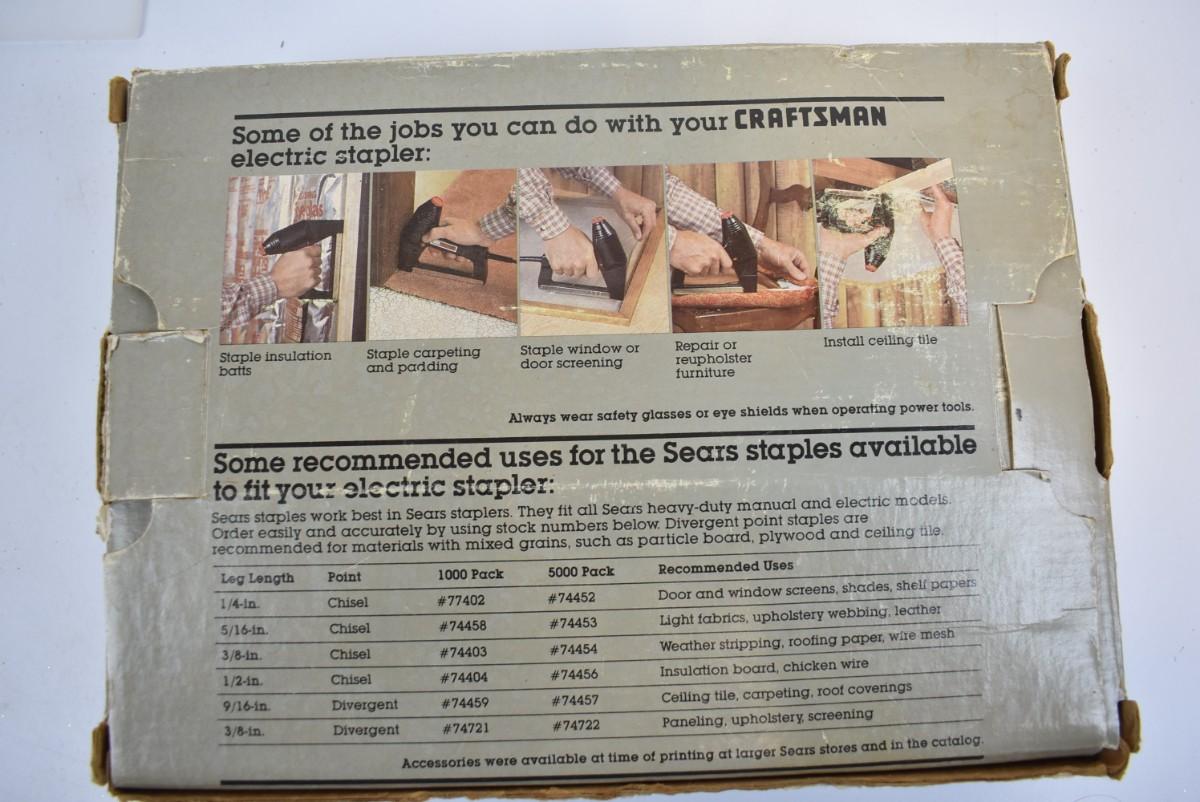 Some of the jobs you can do with your CRAFTSMAN
electric stapler:
Staple insulation
batts
Staple carpeting
and padding
Staple window or
door screening
Repair or
reupholster
furniture
Install ceiling tile
Always wear safety glasses or eye shields when operating power tools.
Some recommended uses for the Sears staples available
to fit your electric stapler:
Sears staples work best in Sears staplers. They fit all Sears heavy-duty manual and electric models.
Order easily and accurately by using stock numbers below. Divergent point staples are
recommended for materials with mixed grains, such as particle board, plywood and ceiling tile.
Leg Length Point 1000 Pack 5000 Pack Recommended Uses
1/4-in. Chisel #77402 #74452 Door and window screens, shades, shelf papers
5/16-in. Chisel #74458 #74453 Light fabrics, upholstery webbing, leather
3/8-in. Chisel #74403 #74454 Weather stripping, roofing paper, wire mesh
1/2-in. Chisel #74404 #74456 Insulation board, chicken wire
9/16-in. Divergent #74459 #74457 Ceiling tile, carpeting, roof coverings
3/8-in. Divergent #74721 #74722 Paneling, upholstery, screening
Accessories were available at time of printing at larger Sears stores and in the catalog.